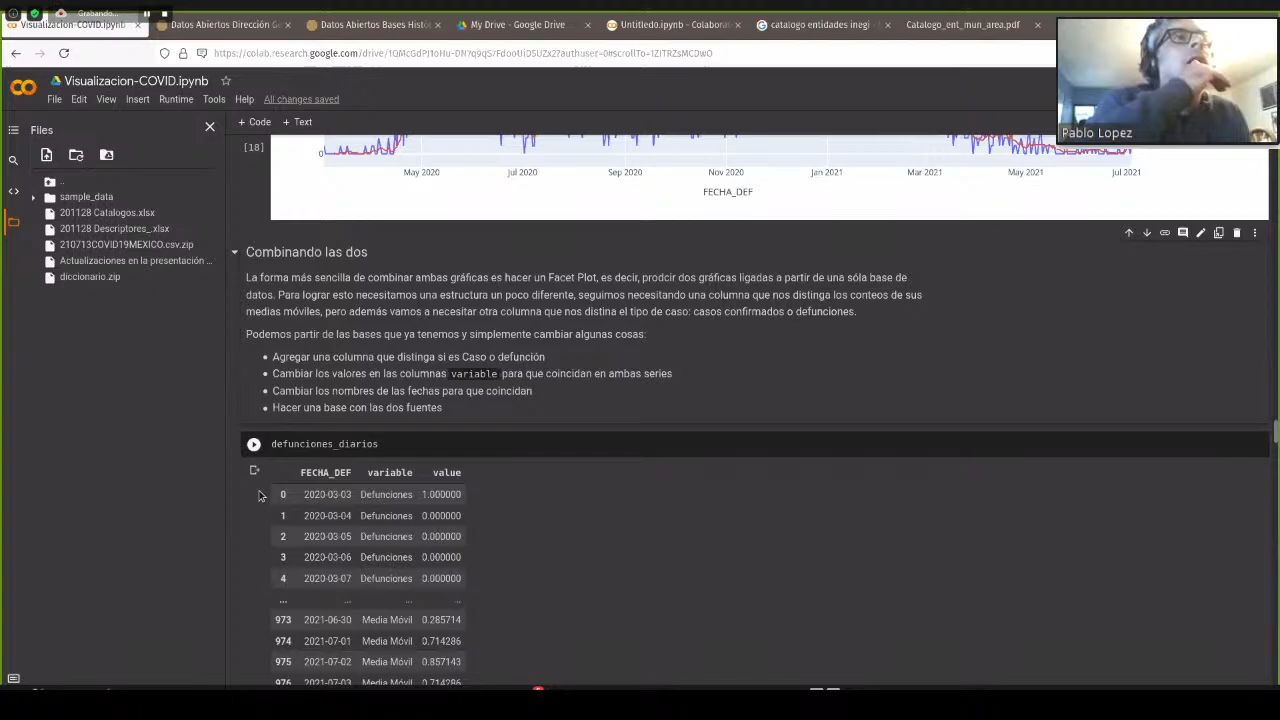 Grabando...
Visualizacion-COVID.ipynb
Datos Abiertos Dirección G
Datos Abiertos Bases Histó
My Drive - Google Drive
Untitled0.ipynb - Colabora
catalogo entidades inegi
Catalogo_ent_mun_area.pdf
Visualizacion-COVID.ipynb
File Edit View Insert Runtime Tools Help All changes saved
Pablo Lopez
Files
+ Code + Text
..
sample_data
201128 Catalogos.xlsx
201128 Descriptores_.xlsx
210713COVID19MEXICO.csv.zip
Actualizaciones en la presentación ...
diccionario.zip
[18]
0
May 2020 Jul 2020 Sep 2020 Nov 2020 Jan 2021 Mar 2021 May 2021 Jul 2021
FECHA_DEF
Combinando las dos
La forma más sencilla de combinar ambas gráficas es hacer un Facet Plot, es decir, prodcir dos gráficas ligadas a partir de una sóla base de
datos. Para lograr esto necesitamos una estructura un poco diferente, seguimos necesitando una columna que nos distinga los conteos de sus
medias móviles, pero además vamos a necesitar otra columna que nos distina el tipo de caso: casos confirmados o defunciones.
Podemos partir de las bases que ya tenemos y simplemente cambiar algunas cosas:
Agregar una columna que distinga si es Caso o defunción
Cambiar los valores en las columnas variable para que coincidan en ambas series
Cambiar los nombres de las fechas para que coincidan
Hacer una base con las dos fuentes
defunciones_diarios
FECHA_DEF variable value
0 2020-03-03 Defunciones 1.000000
1 2020-03-04 Defunciones 0.000000
2 2020-03-05 Defunciones 0.000000
3 2020-03-06 Defunciones 0.000000
4 2020-03-07 Defunciones 0.000000
... ... ... ...
973 2021-06-30 Media Móvil 0.285714
974 2021-07-01 Media Móvil 0.714286
975 2021-07-02 Media Móvil 0.857143
976 2021-07-03 Media Móvil 0.714286